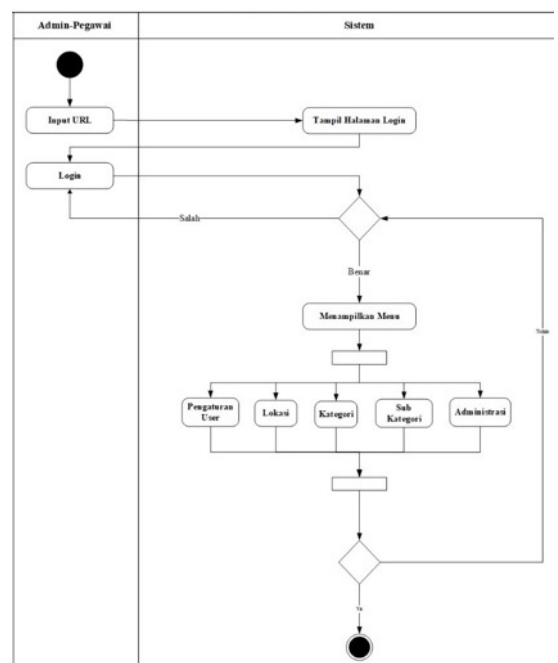 Admin-Pegawai
Sistem
Input URL
Tampil Halaman Login
Login
Salah
Benar
Menampilkan Menu
Pengaturan
User
Lokasi
Kategori
Sub
Kategori
Administrasi